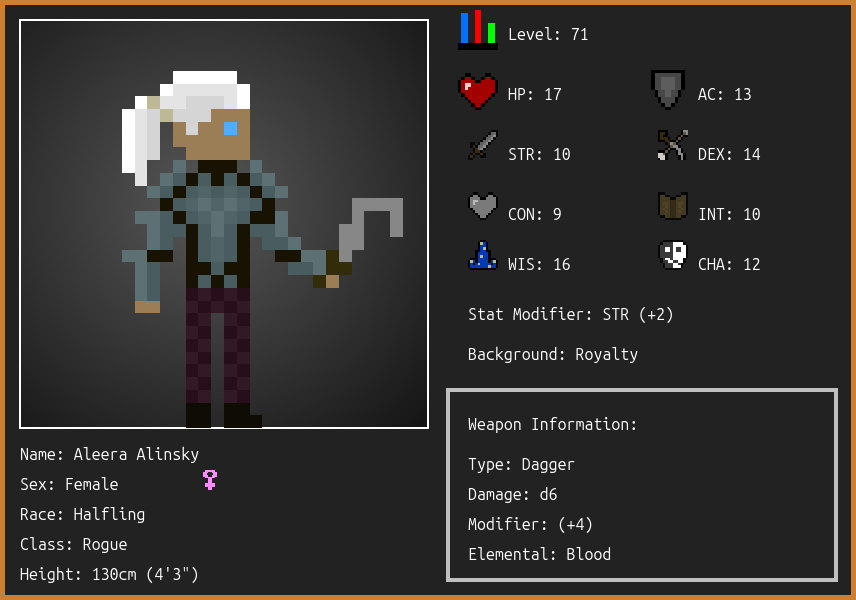 Level: 71
HP: 17
AC: 13
STR: 10
DEX: 14
CON: 9
INT: 10
WIS: 16
CHA: 12
Stat Modifier: STR (+2)
Background: Royalty
Weapon Information:
Type: Dagger
Damage: d6
Modifier: (+4)
Elemental: Blood
Name: Aleera Alinsky
Sex: Female
Race: Halfling
Class: Rogue
Height: 130cm (4'3")